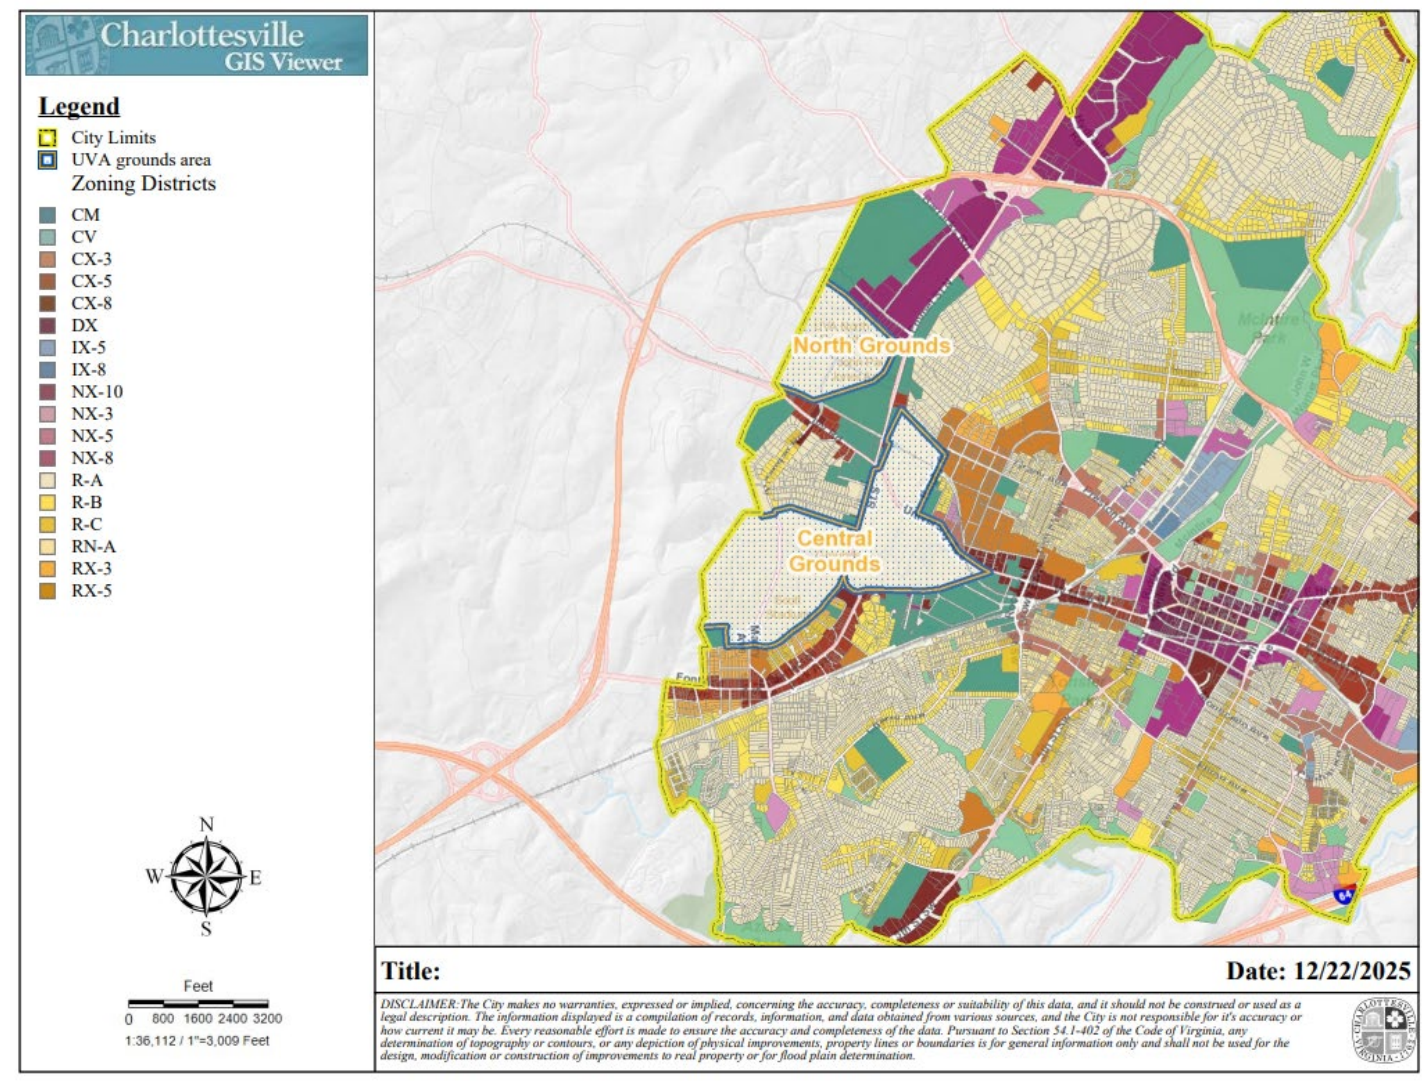 Charlottesville
GIS Viewer
Legend
City Limits
UVA grounds area
Zoning Districts
CM
CV
CX-3
CX-5
CX-8
DX
IX-5
IX-8
NX-10
NX-3
NX-5
NX-8
R-A
R-B
R-C
RN-A
RX-3
RX-5
N
W
E
S
Feet
0 800 1600 2400 3200
1:36,112 / 1"=3,009 Feet
McIntire
Park
North Grounds
Central
Grounds
64
Title:
Date: 12/22/2025
DISCLAIMER:The City makes no warranties, expressed or implied, concerning the accuracy, completeness or suitability of this data, and it should not be construed or used as a
legal description. The information displayed is a compilation of records, information, and data obtained from various sources, and the City is not responsible for it's accuracy or
how current it may be. Every reasonable effort is made to ensure the accuracy and completeness of the data. Pursuant to Section 54.1-402 of the Code of Virginia, any
determination of topography or contours, or any depiction of physical improvements, property lines or boundaries is for general information only and shall not be used for the
design, modification or construction of improvements to real property or for flood plain determination.